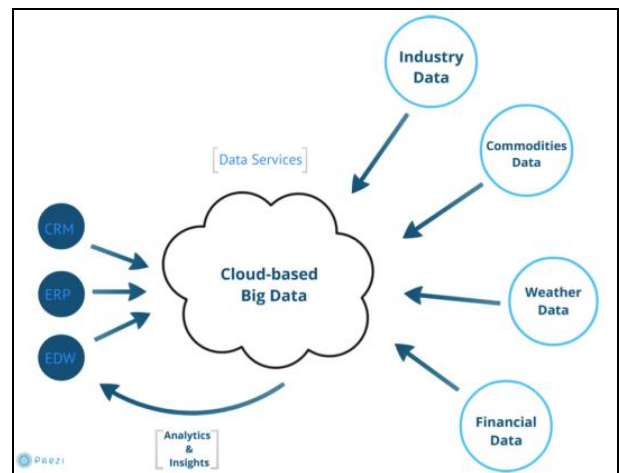 Industry
Data
Commodities
Data
[Data Services]
CRM
ERP
EDW
Cloud-based
Big Data
Weather
Data
Financial
Data
Analytics
&
Insights
Prezi